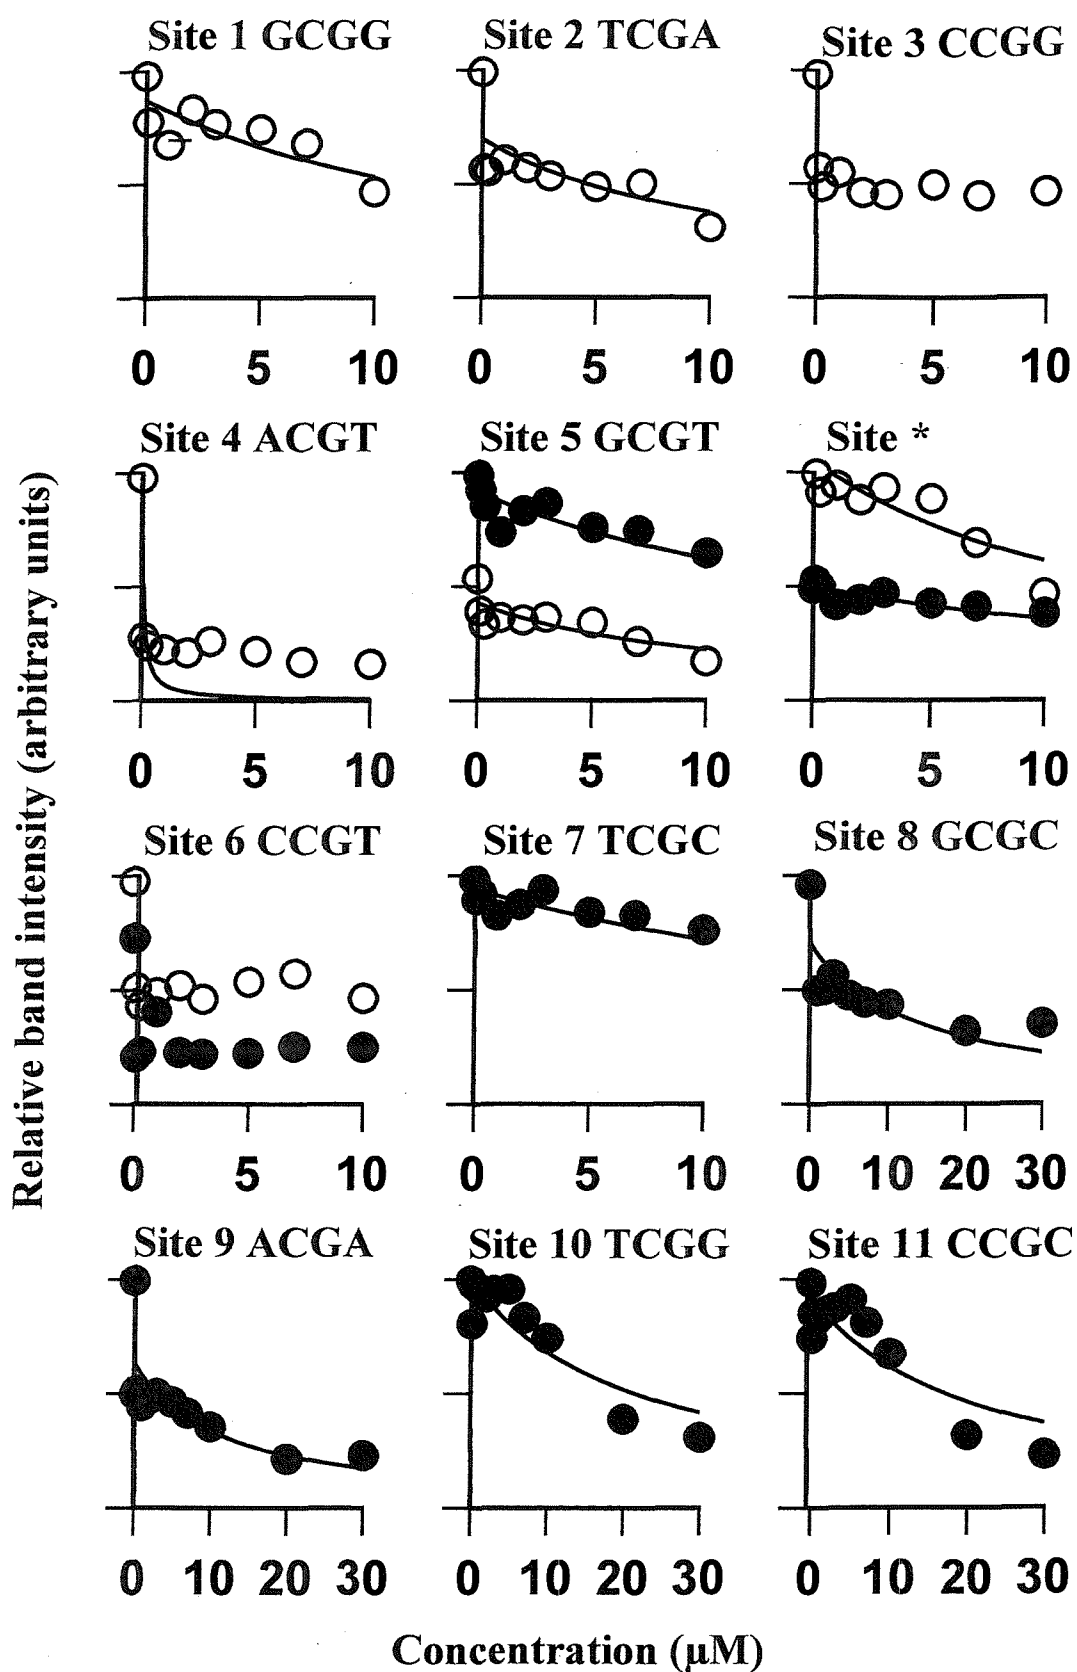 Site 1 GCGG
Site 2 TCGA
Site 3 CCGG
0 5 10
0 5 10
0 5 10
Site 4 ACGT
Site 5 GCGT
Site *
0 5 10
0 5 10
0 5 10
Site 6 CCGT
Site 7 TCGC
Site 8 GCGC
0 5 10
0 5 10
0 10 20 30
Site 9 ACGA
Site 10 TCGG
Site 11 CCGC
0 10 20 30
0 10 20 30
0 10 20 30
Relative band intensity (arbitrary units)
Concentration (μM)